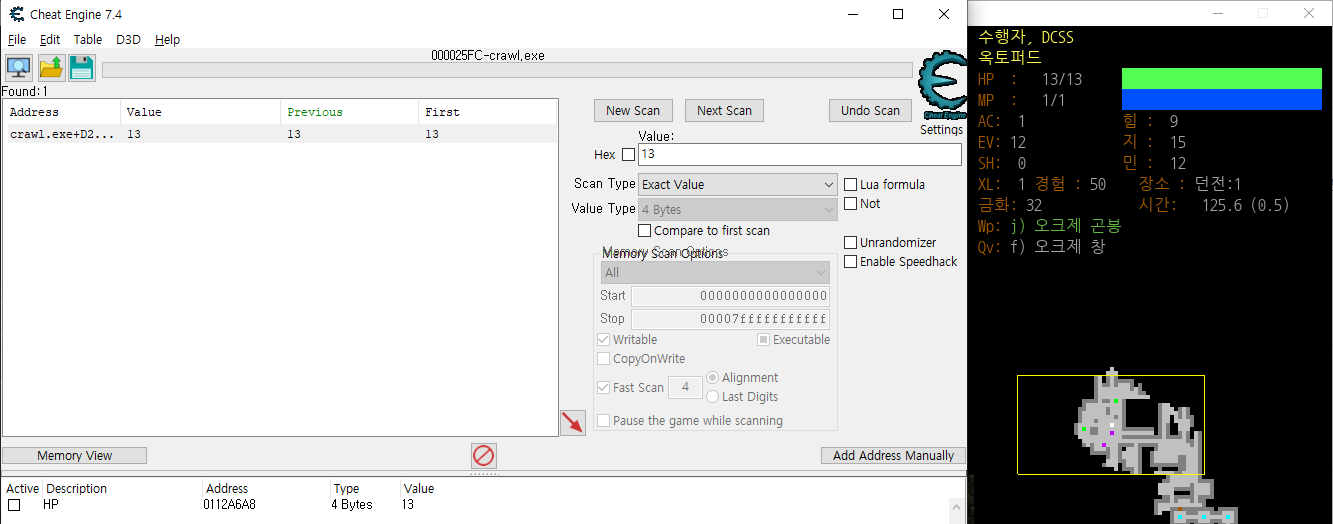 Cheat Engine 7.4
File Edit Table D3D Help
000025FC-crawl.exe
Found:1
Address Value Previous First
crawl.exe+D2... 13 13 13
New Scan Next Scan Undo Scan
Cheat Engine
Settings
Value:
Hex 13
Scan Type Exact Value
Lua formula
Value Type 4 Bytes
Not
Compare to first scan
Unrandomizer
Enable Speedhack
Memory Scan Options
All
Start 0000000000000000
Stop 00007fffffffffff
Writable Executable
CopyOnWrite
Fast Scan 4 Alignment
Last Digits
Pause the game while scanning
Memory View Add Address Manually
Active Description Address Type Value
HP 0112A6A8 4 Bytes 13
수행자, DCSS
옥토퍼드
HP : 13/13
MP : 1/1
AC: 1 힘 : 9
EV: 12 지 : 15
SH: 0 민 : 12
XL: 1 경험 : 50 장소 : 던전:1
금화: 32 시간: 125.6 (0.5)
Wp: j) 오크제 곤봉
Qv: f) 오크제 창